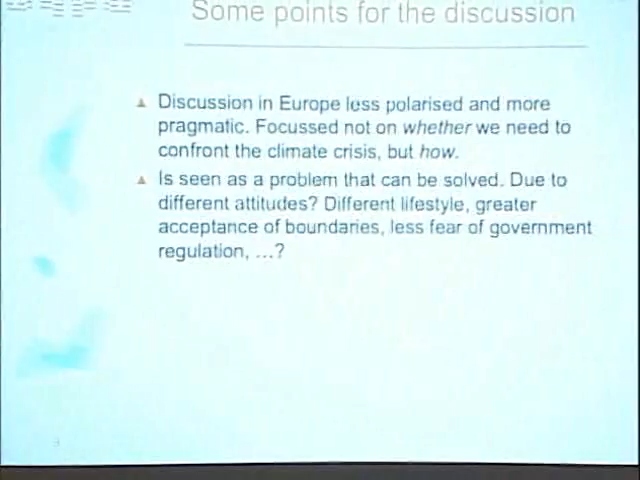 Some points for the discussion
Discussion in Europe less polarised and more
pragmatic. Focussed not on whether we need to
confront the climate crisis, but how.
Is seen as a problem that can be solved. Due to
different attitudes? Different lifestyle, greater
acceptance of boundaries, less fear of government
regulation, …?